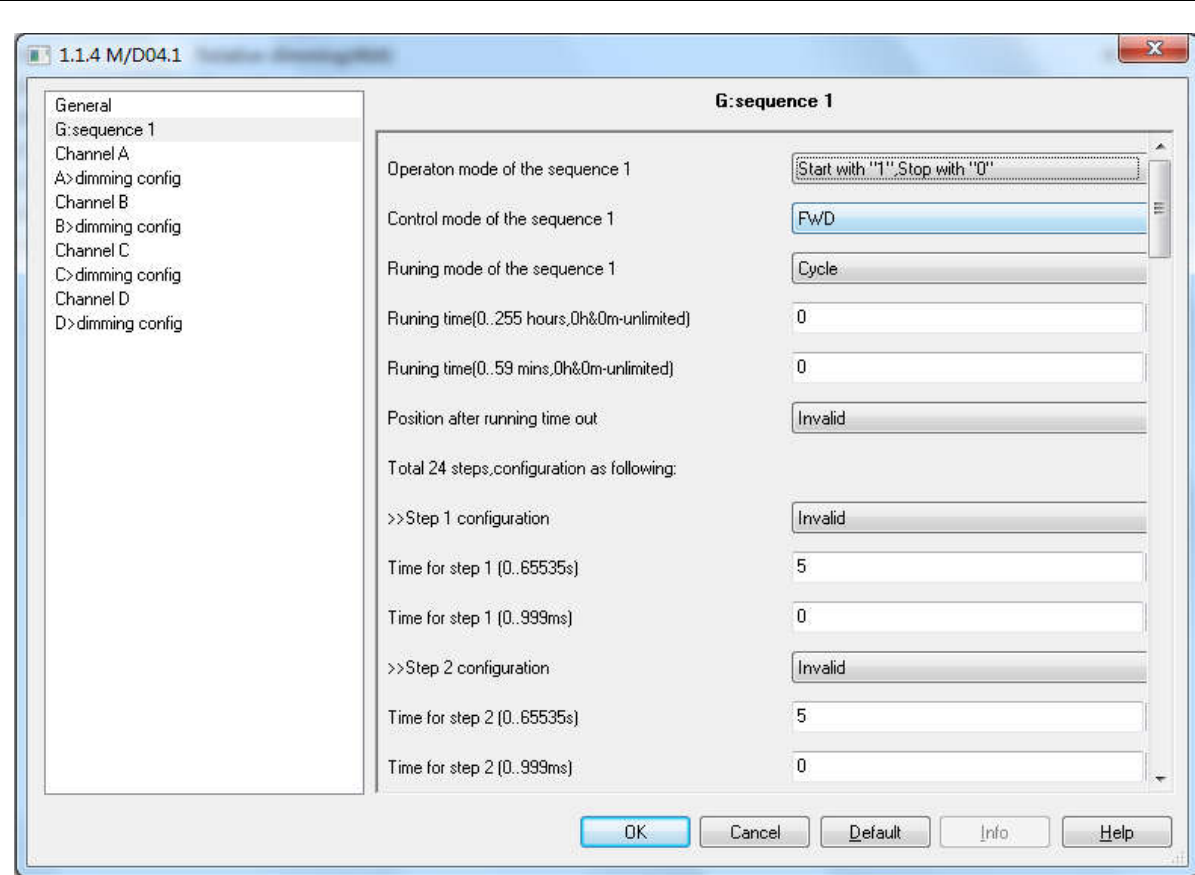 1.1.4 M/D04.1
General
G:sequence 1
Channel A
A>dimming config
Channel B
B>dimming config
Channel C
C>dimming config
Channel D
D>dimming config
G:sequence 1
Operaton mode of the sequence 1 Start with "1",Stop with "0"
Control mode of the sequence 1 FWD
Runing mode of the sequence 1 Cycle
Runing time(0..255 hours,0h&0m-unlimited) 0
Runing time(0..59 mins,0h&0m-unlimited) 0
Position after running time out Invalid
Total 24 steps,configuration as following:
>>Step 1 configuration Invalid
Time for step 1 (0..65535s) 5
Time for step 1 (0..999ms) 0
>>Step 2 configuration Invalid
Time for step 2 (0..65535s) 5
Time for step 2 (0..999ms) 0
OK Cancel Default Info Help